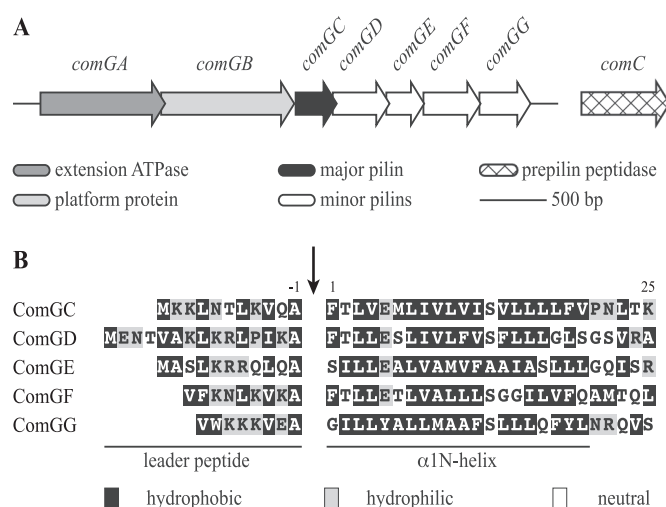 A
comGA comGB comGC comGD comGE comGF comGG comC
extension ATPase major pilin prepilin peptidase
platform protein minor pilins 500 bp
B
-1 1 25
ComGC MKKLNTLKVQA FTLVEMLIVLVISVLLLLFVPNLTK
ComGD MENTVAKLKRLPIKA FTLLESLIVLFVSFLLLGLSGSVRA
ComGE MASLKRRQLQA SILLEALVAMVFAAIASLLLGQISR
ComGF VFKNLKVKA FTLLETLVALLLSGGILVFQAMTQL
ComGG VWKKKVEA GILLYALLMAAFSLLLQFYLNRQVS
leader peptide α1N-helix
hydrophobic hydrophilic neutral